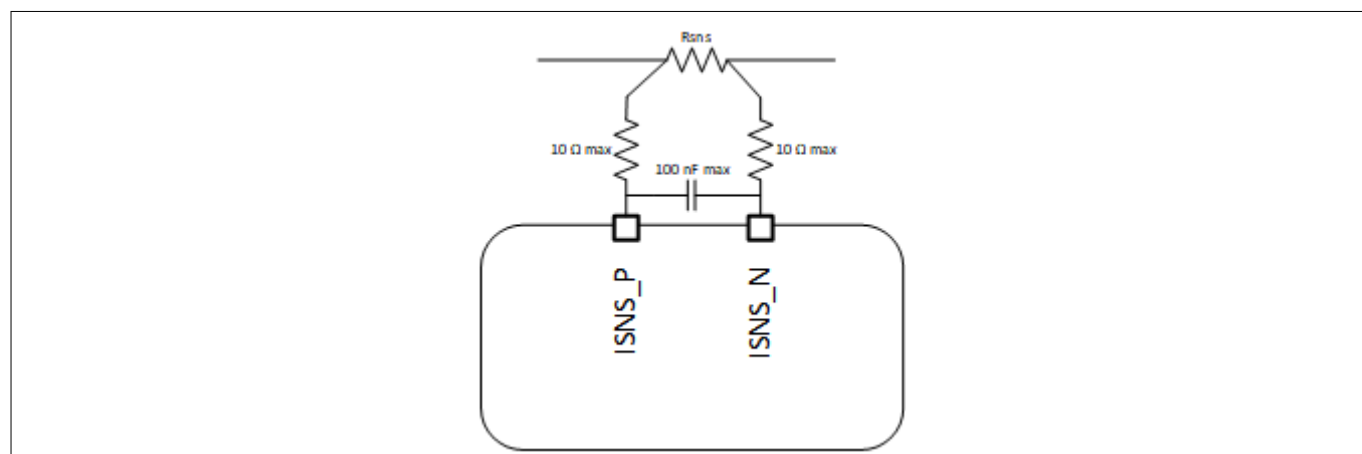 Rsns
10 Ω max
10 Ω max
100 nF max
ISNS_P
ISNS_N